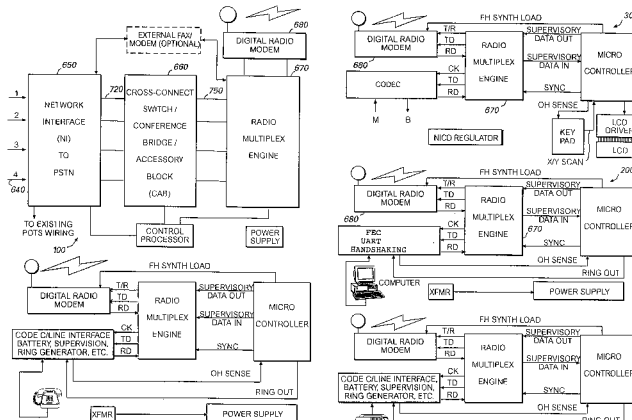 680
DIGITAL RADIO
MODEM
EXTERNAL FAX/
MODEM (OPTIONAL)
650
660
670
720
750
1
2
3
4
640
NETWORK
INTERFACE
(NI)
TO
PSTN
CROSS-CONNECT
SWITCH /
CONFERENCE
BRIDGE /
ACCESSORY
BLOCK
(CAB)
RADIO
MULTIPLEX
ENGINE
TO EXISTING
POTS WIRING
100
CONTROL
PROCESSOR
POWER
SUPPLY
FH SYNTH LOAD
DIGITAL RADIO
MODEM
T/R
TD
RD
RADIO
MULTIPLEX
ENGINE
SUPERVISORY
DATA OUT
SUPERVISORY
DATA IN
MICRO
CONTROLLER
CODE C/LINE INTERFACE
BATTERY, SUPERVISION,
RING GENERATOR, ETC.
CK
TD
RD
SYNC
OH SENSE
RING OUT
XFMR
POWER SUPPLY
FH SYNTH LOAD
DIGITAL RADIO
MODEM
680
T/R
TD
RD
RADIO
MULTIPLEX
ENGINE
670
SUPERVISORY
DATA OUT
SUPERVISORY
DATA IN
MICRO
CONTROLLER
CODEC
CK
TD
RD
SYNC
OH SENSE
M
B
NICD REGULATOR
KEY
PAD
X/Y SCAN
LCD
DRIVER
LCD
FH SYNTH LOAD
200
DIGITAL RADIO
MODEM
680
T/R
TD
RD
RADIO
MULTIPLEX
ENGINE
670
SUPERVISORY
DATA OUT
SUPERVISORY
DATA IN
MICRO
CONTROLLER
FEC
UART
HANDSHAKING
CK
TD
RD
SYNC
OH SENSE
RING OUT
COMPUTER
XFMR
POWER SUPPLY
FH SYNTH LOAD
DIGITAL RADIO
MODEM
T/R
TD
RD
RADIO
MULTIPLEX
ENGINE
SUPERVISORY
DATA OUT
SUPERVISORY
DATA IN
MICRO
CONTROLLER
CODE C/LINE INTERFACE,
BATTERY, SUPERVISION,
RING GENERATOR, ETC.
CK
TD
RD
SYNC
OH SENSE
RING OUT